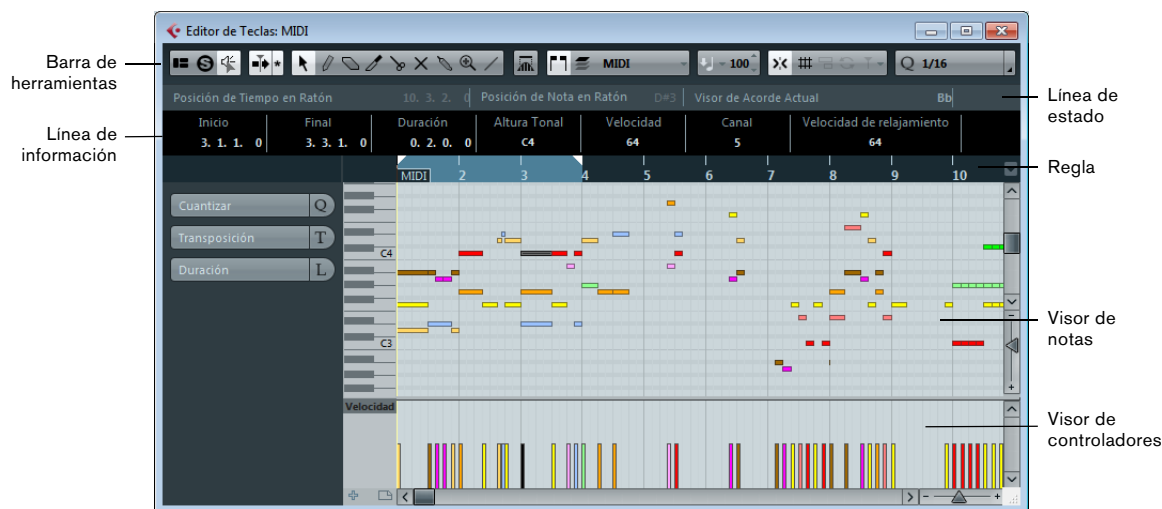 Editor de Teclas: MIDI
Barra de
herramientas
* MIDI 100 Q 1/16
Posición de Tiempo en Ratón 10. 3. 2. 0 Posición de Nota en Ratón D#3 Visor de Acorde Actual Bb
Línea de
estado
Línea de
información
Inicio Final Duración Altura Tonal Velocidad Canal Velocidad de relajamiento
3. 1. 1. 0 3. 3. 1. 0 0. 2. 0. 0 C4 64 5 64
Regla
MIDI 2 3 4 5 6 7 8 9 10
Cuantizar Q
Transposición T
Duración L
C4
C3
Visor de
notas
Velocidad
Visor de
controladores